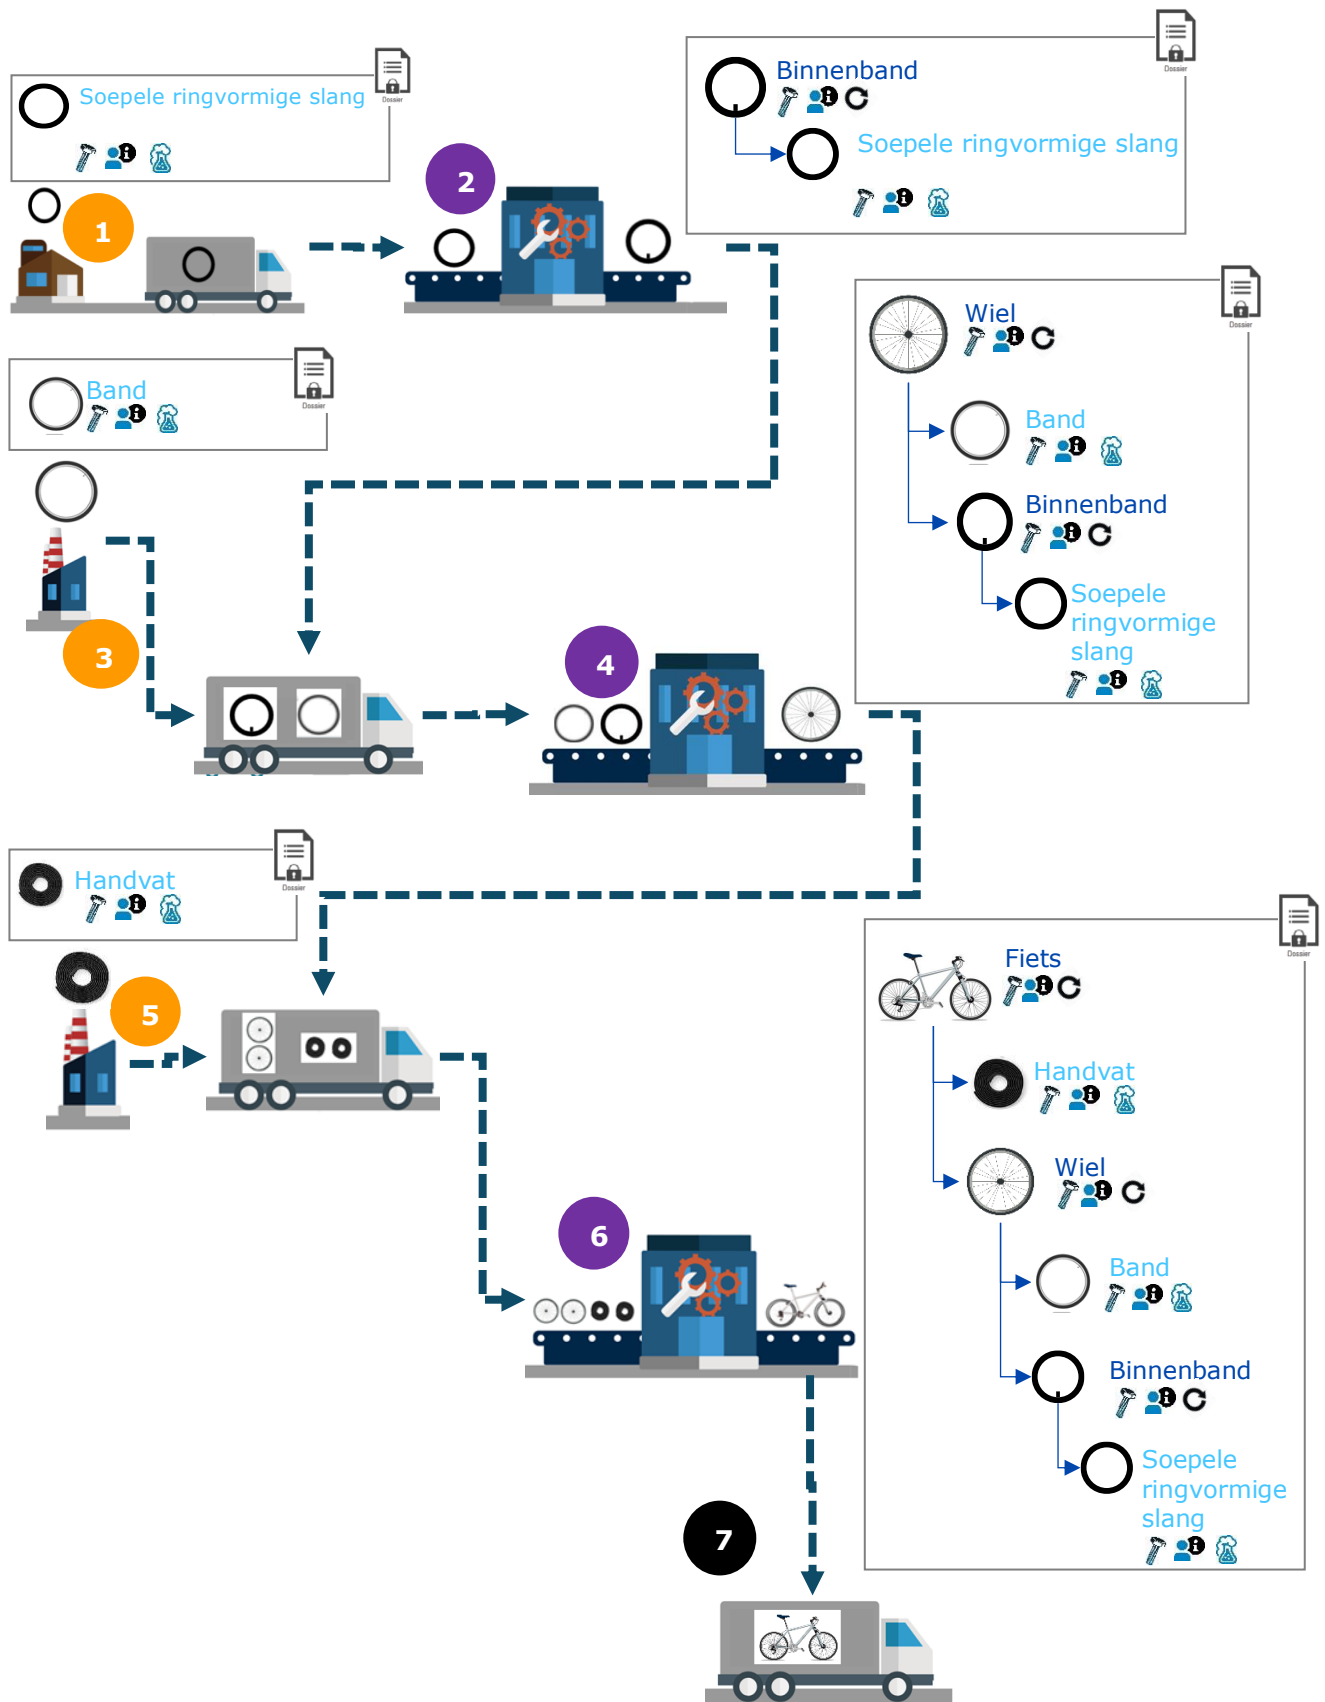 Dossier
Soepele ringvormige slang
1
2
Dossier
Binnenband
Soepele ringvormige slang
Dossier
Band
3
Dossier
Wiel
Band
Binnenband
Soepele
ringvormige
slang
4
Dossier
Handvat
5
6
Dossier
Fiets
Handvat
Wiel
Band
Binnenband
Soepele
ringvormige
slang
7